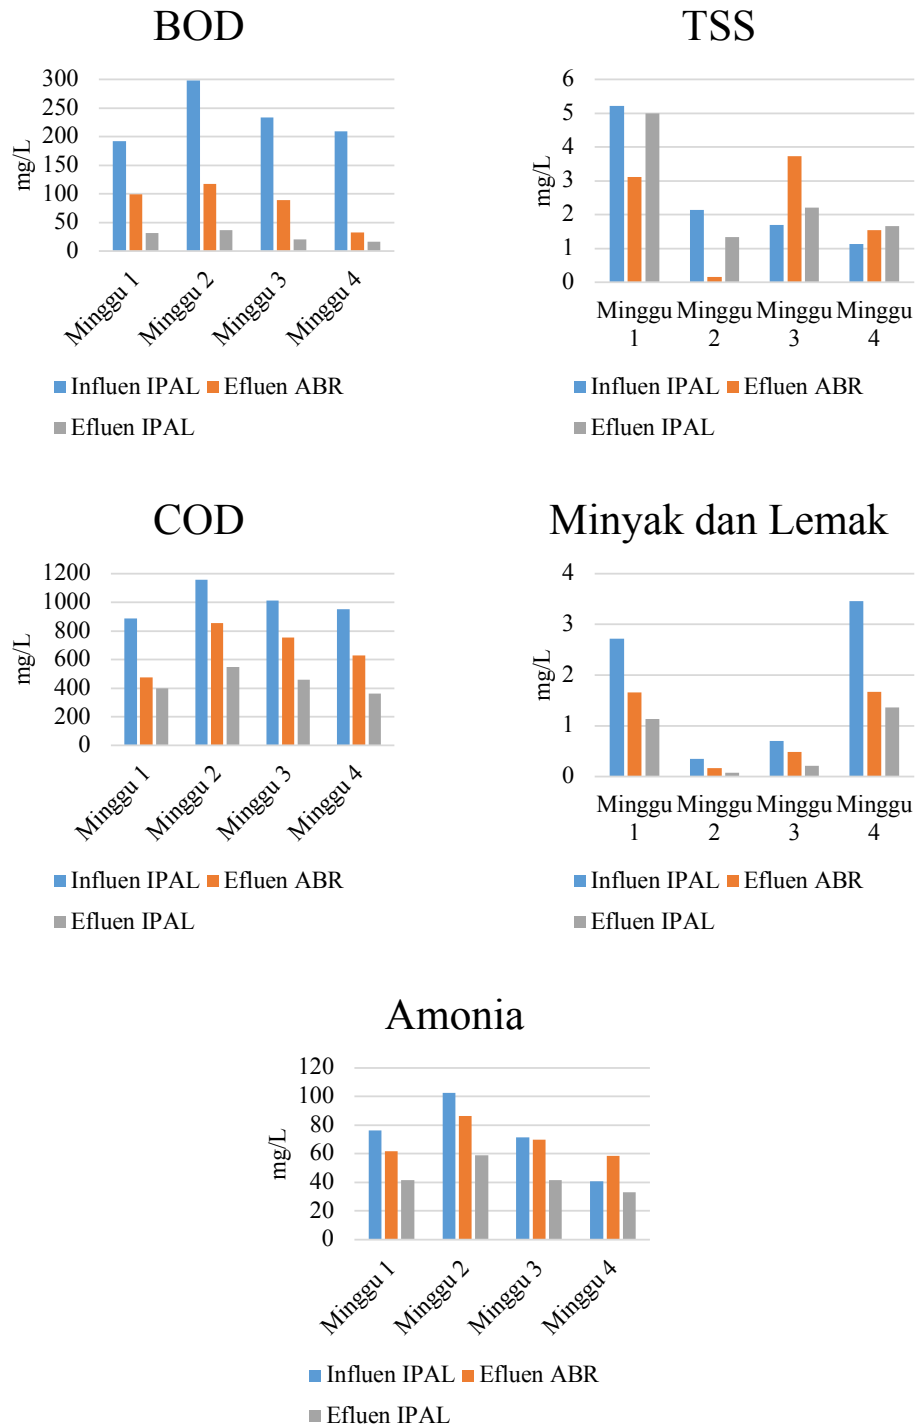 BOD
300
250
200
150
100
50
0
mg/L
Minggu 1
Minggu 2
Minggu 3
Minggu 4
Influen IPAL Efluen ABR
Efluen IPAL
TSS
6
5
4
3
2
1
0
mg/L
Minggu Minggu Minggu Minggu
1 2 3 4
Influen IPAL Efluen ABR
Efluen IPAL
COD
1200
1000
800
600
400
200
0
mg/L
Minggu 1
Minggu 2
Minggu 3
Minggu 4
Influen IPAL Efluen ABR
Efluen IPAL
Minyak dan Lemak
4
3
2
1
0
mg/L
Minggu Minggu Minggu Minggu
1 2 3 4
Influen IPAL Efluen ABR
Efluen IPAL
Amonia
120
100
80
60
40
20
0
mg/L
Minggu 1
Minggu 2
Minggu 3
Minggu 4
Influen IPAL Efluen ABR
Efluen IPAL